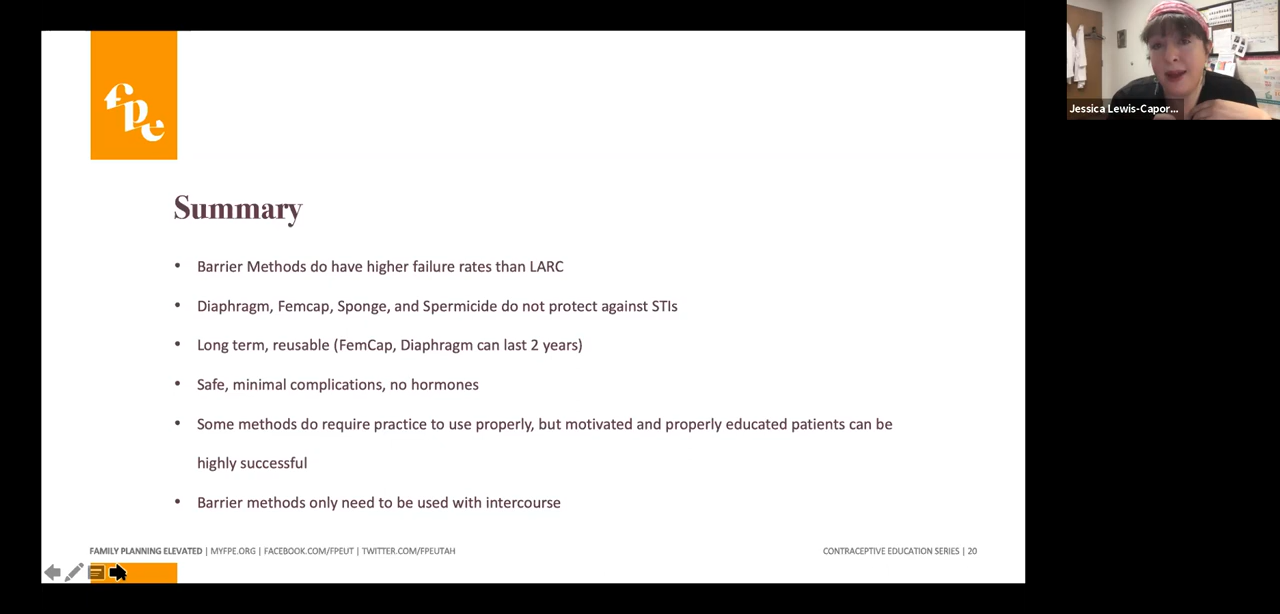 fpe
Jessica Lewis-Capor...
Summary
• Barrier Methods do have higher failure rates than LARC
• Diaphragm, Femcap, Sponge, and Spermicide do not protect against STIs
• Long term, reusable (FemCap, Diaphragm can last 2 years)
• Safe, minimal complications, no hormones
• Some methods do require practice to use properly, but motivated and properly educated patients can be
highly successful
• Barrier methods only need to be used with intercourse
FAMILY PLANNING ELEVATED | MYFPE.ORG | FACEBOOK.COM/FPEUT | TWITTER.COM/FPEUTAH
CONTRACEPTIVE EDUCATION SERIES | 20